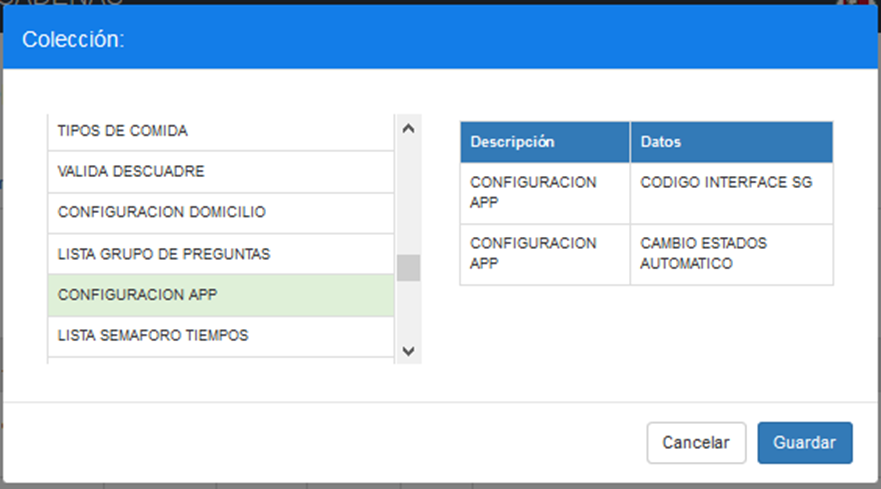 Colección:
TIPOS DE COMIDA
VALIDA DESCUADRE
CONFIGURACION DOMICILIO
LISTA GRUPO DE PREGUNTAS
CONFIGURACION APP
LISTA SEMAFORO TIEMPOS
Descripción Datos
CONFIGURACION CODIGO INTERFACE SG
APP
CONFIGURACION CAMBIO ESTADOS
APP AUTOMATICO
Cancelar Guardar